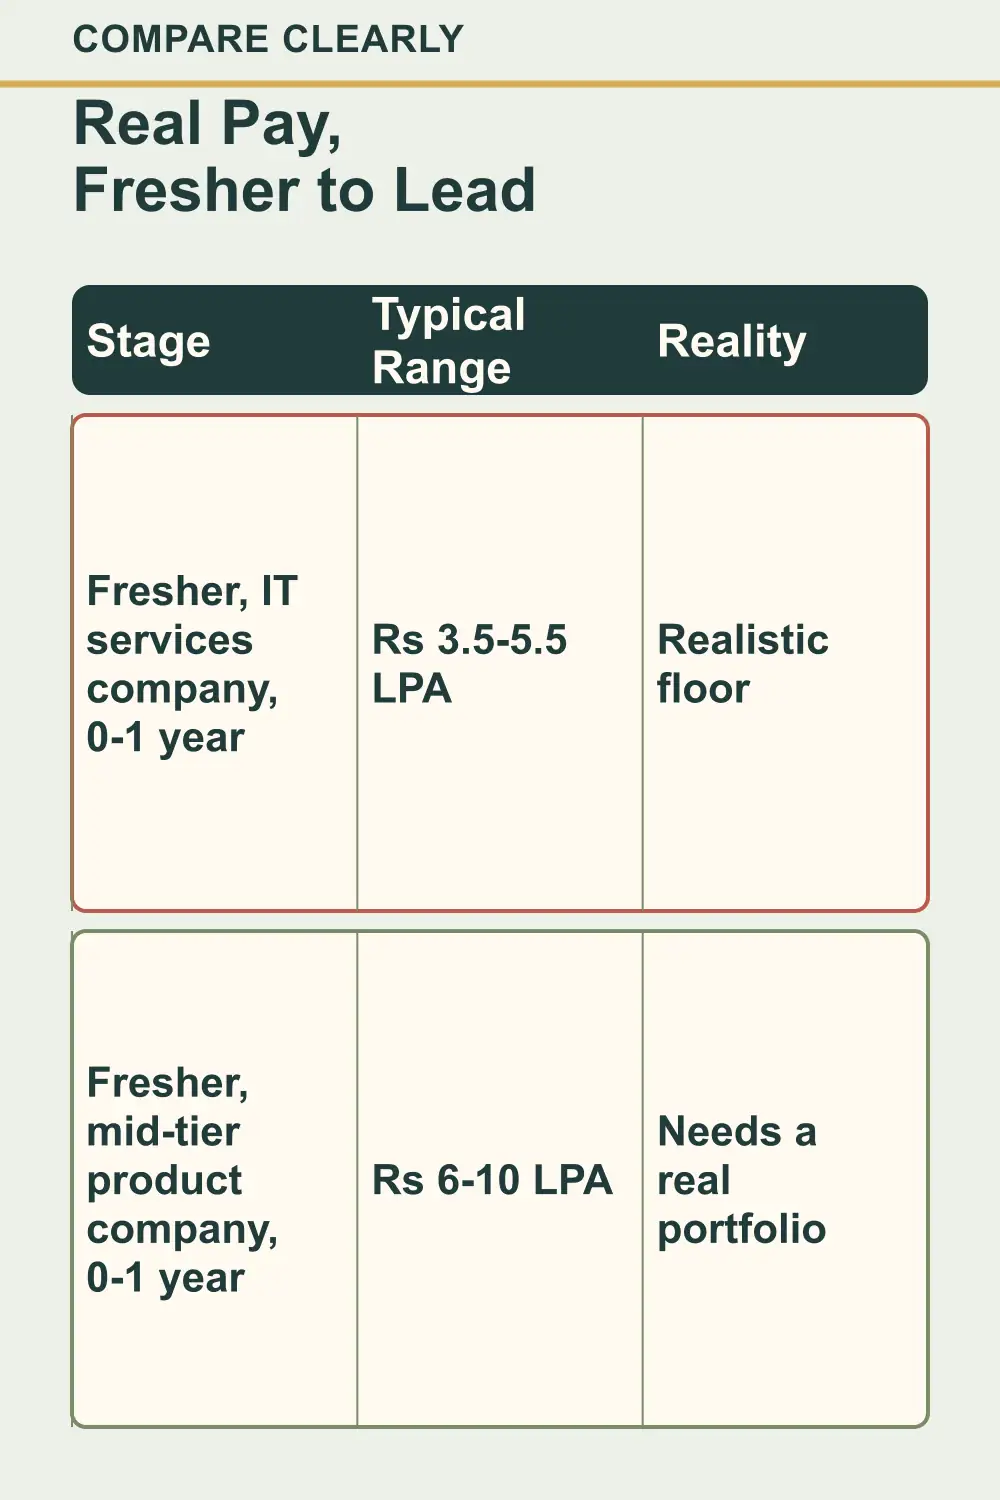 COMPARE CLEARLY
Real Pay,
Fresher to Lead
Stage
Typical
Range
Reality
Fresher, IT
services
company,
0-1 year
Rs 3.5-5.5
LPA
Realistic
floor
Fresher,
mid-tier
product
company,
0-1 year
Rs 6-10 LPA
Needs a
real
portfolio